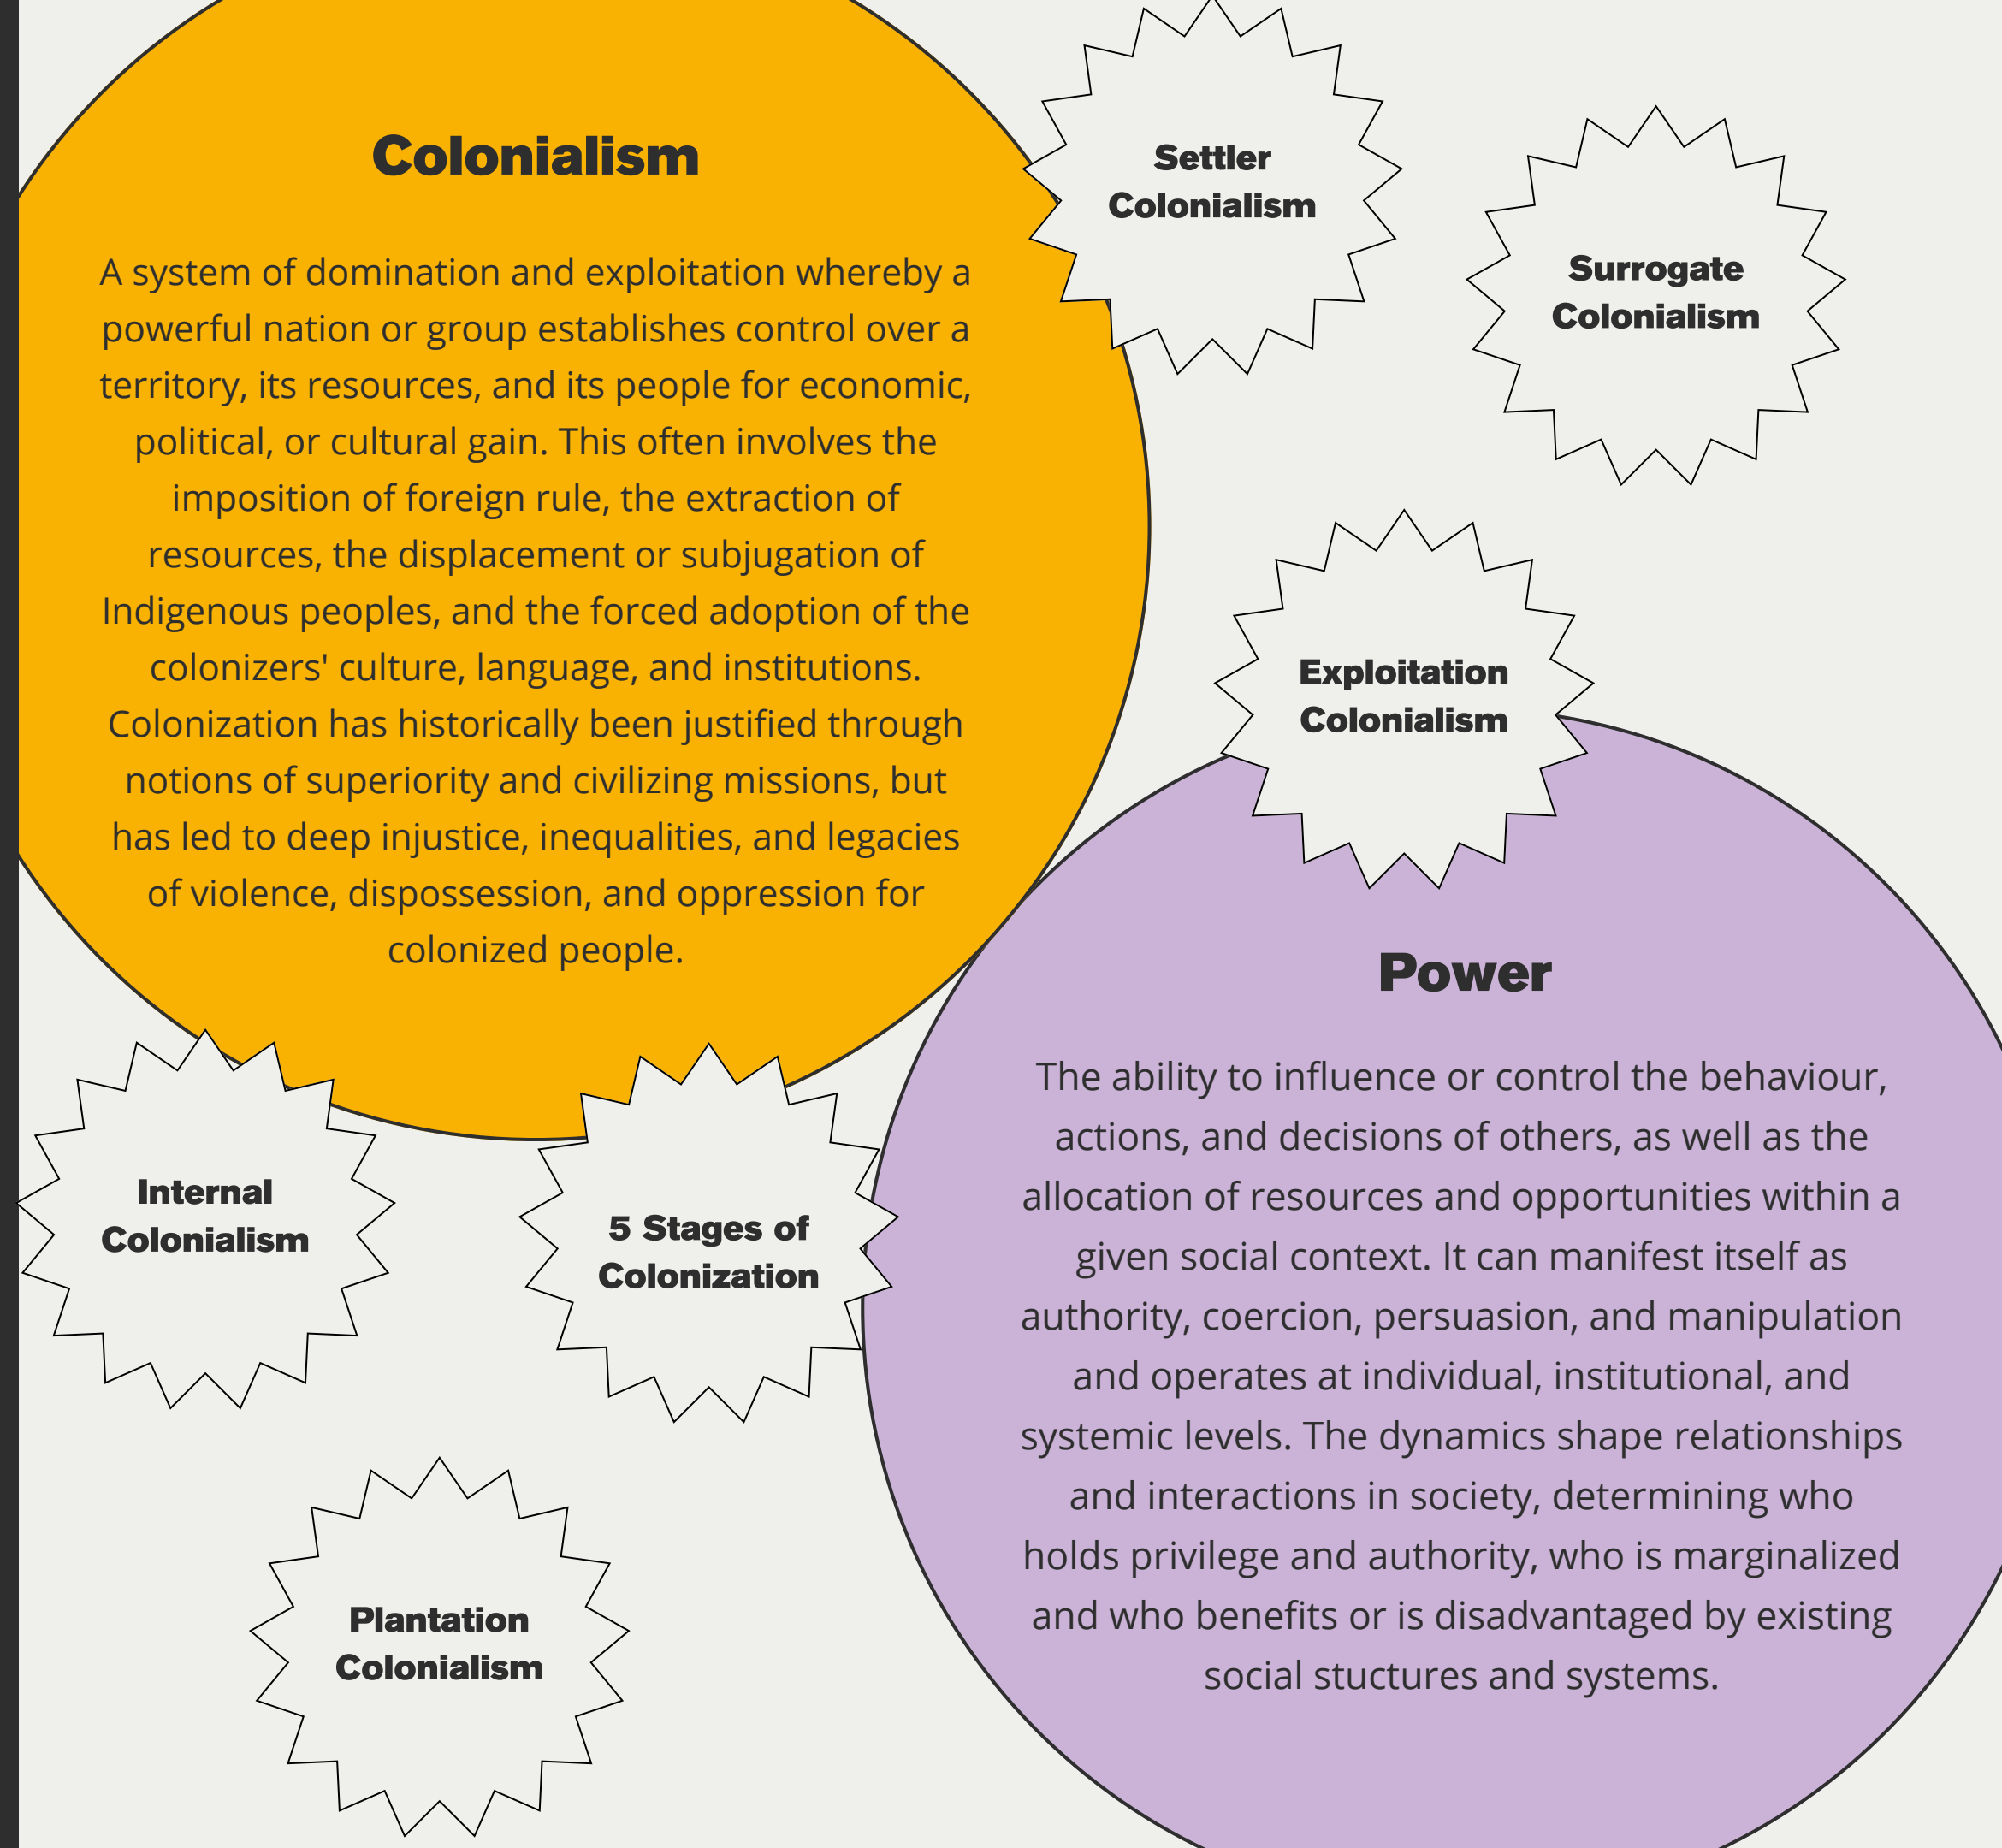 Colonialism
A system of domination and exploitation whereby a
powerful nation or group establishes control over a
territory, its resources, and its people for economic,
political, or cultural gain. This often involves the
imposition of foreign rule, the extraction of
resources, the displacement or subjugation of
Indigenous peoples, and the forced adoption of the
colonizers' culture, language, and institutions.
Colonization has historically been justified through
notions of superiority and civilizing missions, but
has led to deep injustice, inequalities, and legacies
of violence, dispossession, and oppression for
colonized people.
Settler
Colonialism
Surrogate
Colonialism
Exploitation
Colonialism
Power
The ability to influence or control the behaviour,
actions, and decisions of others, as well as the
allocation of resources and opportunities within a
given social context. It can manifest itself as
authority, coercion, persuasion, and manipulation
and operates at individual, institutional, and
systemic levels. The dynamics shape relationships
and interactions in society, determining who
holds privilege and authority, who is marginalized
and who benefits or is disadvantaged by existing
social stuctures and systems.
Internal
Colonialism
5 Stages of
Colonization
Plantation
Colonialism